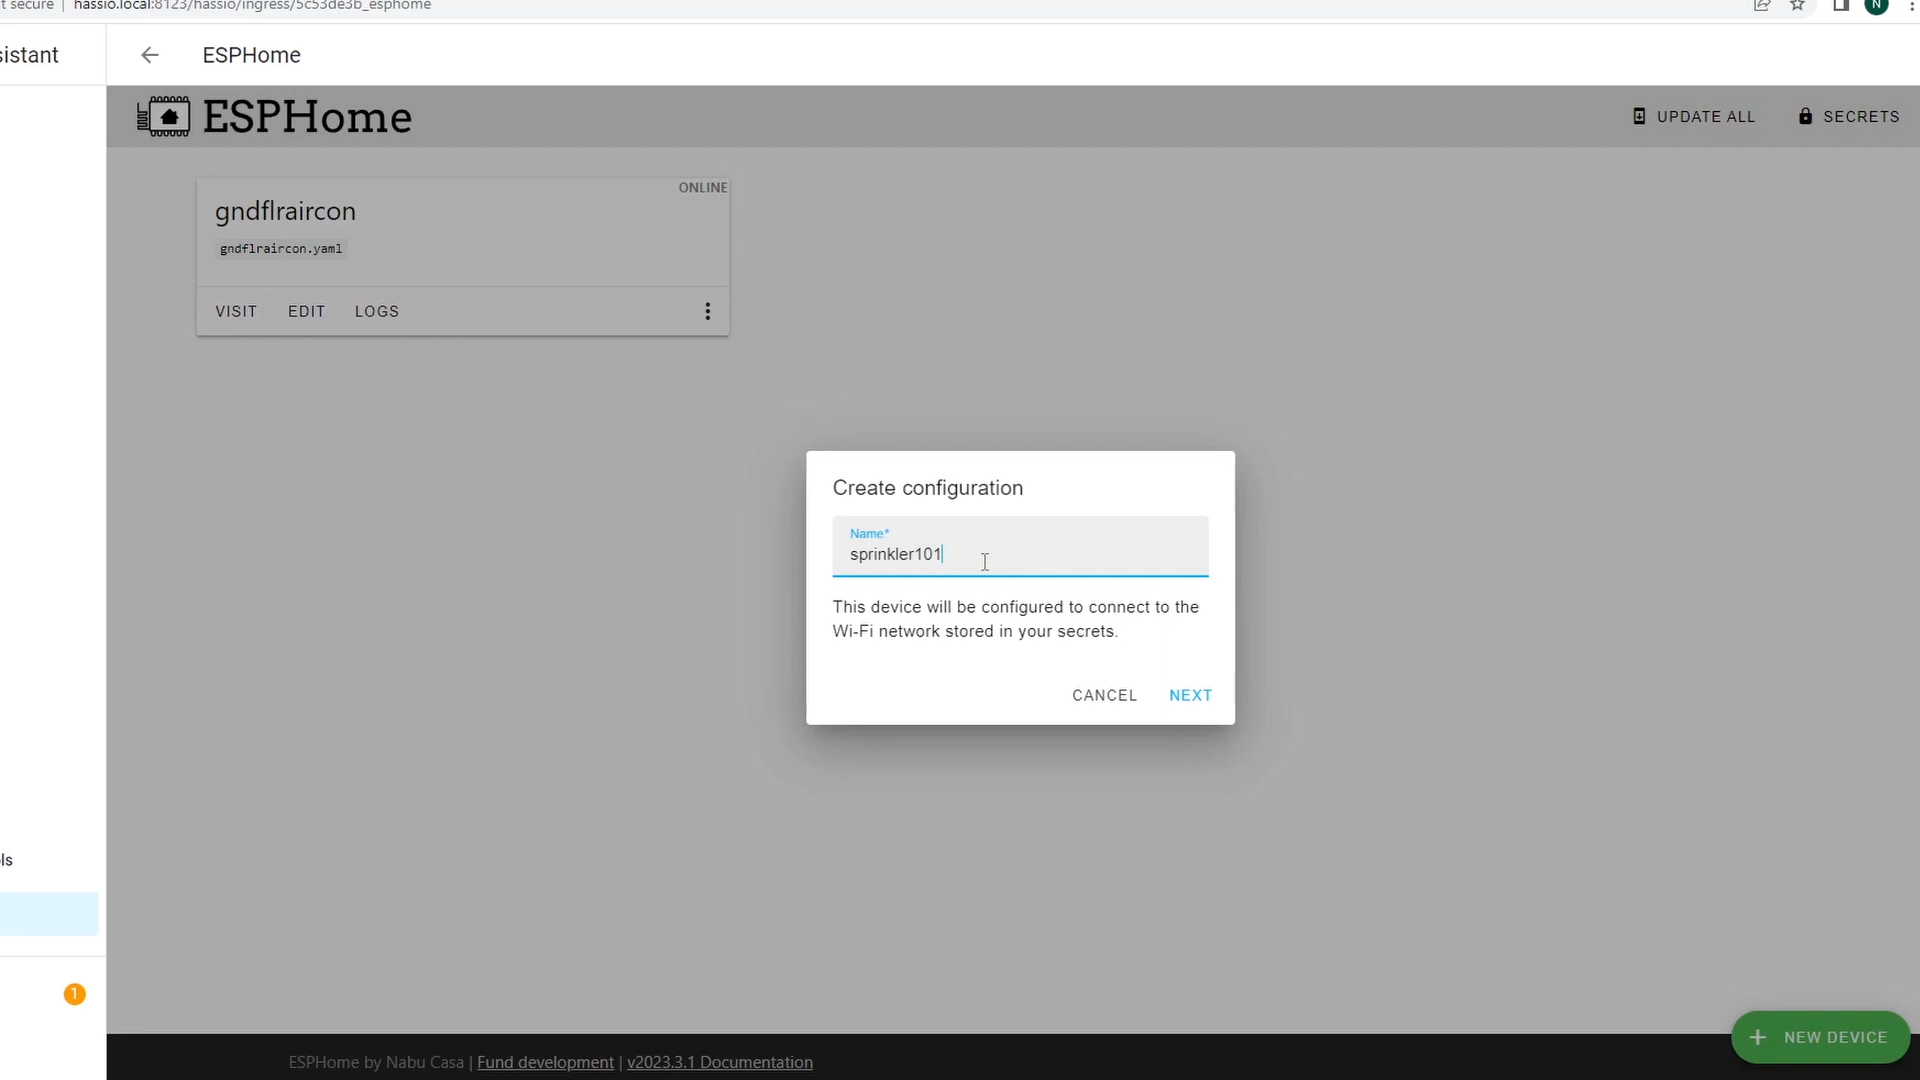 t secure | hassio.local:8123/hassio/ingress/5c53de3b_esphome
N
sistant
ESPHome
ESPHome
UPDATE ALL
SECRETS
ONLINE
gndflraircon
gndflraircon.yaml
VISIT EDIT LOGS
Create configuration
Name*
sprinkler101
This device will be configured to connect to the
Wi-Fi network stored in your secrets.
CANCEL NEXT
ls
1
+ NEW DEVICE
ESPHome by Nabu Casa | Fund development | v2023.3.1 Documentation